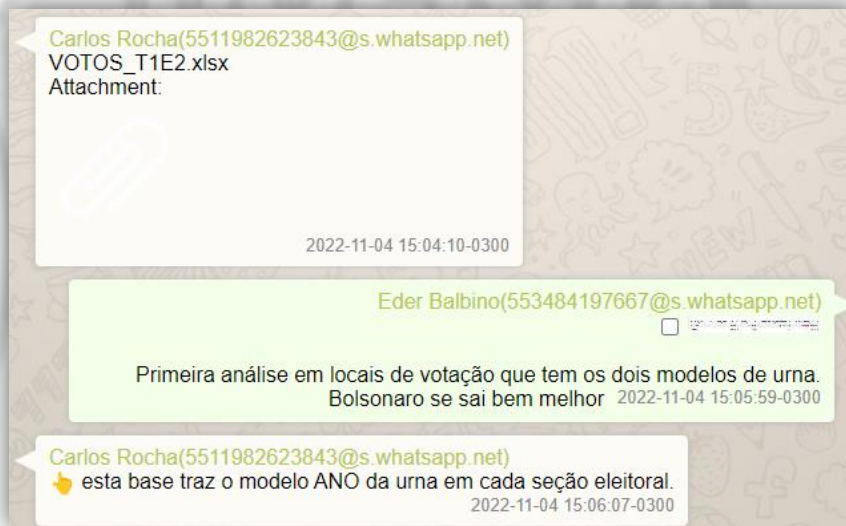 Carlos Rocha(5511982623843@s.whatsapp.net)
VOTOS_T1E2.xlsx
Attachment:
2022-11-04 15:04:10-0300
Eder Balbino(553484197667@s.whatsapp.net)
Primeira análise em locais de votação que tem os dois modelos de urna.
Bolsonaro se sai bem melhor 2022-11-04 15:05:59-0300
Carlos Rocha(5511982623843@s.whatsapp.net)
👆 esta base traz o modelo ANO da urna em cada seção eleitoral.
2022-11-04 15:06:07-0300